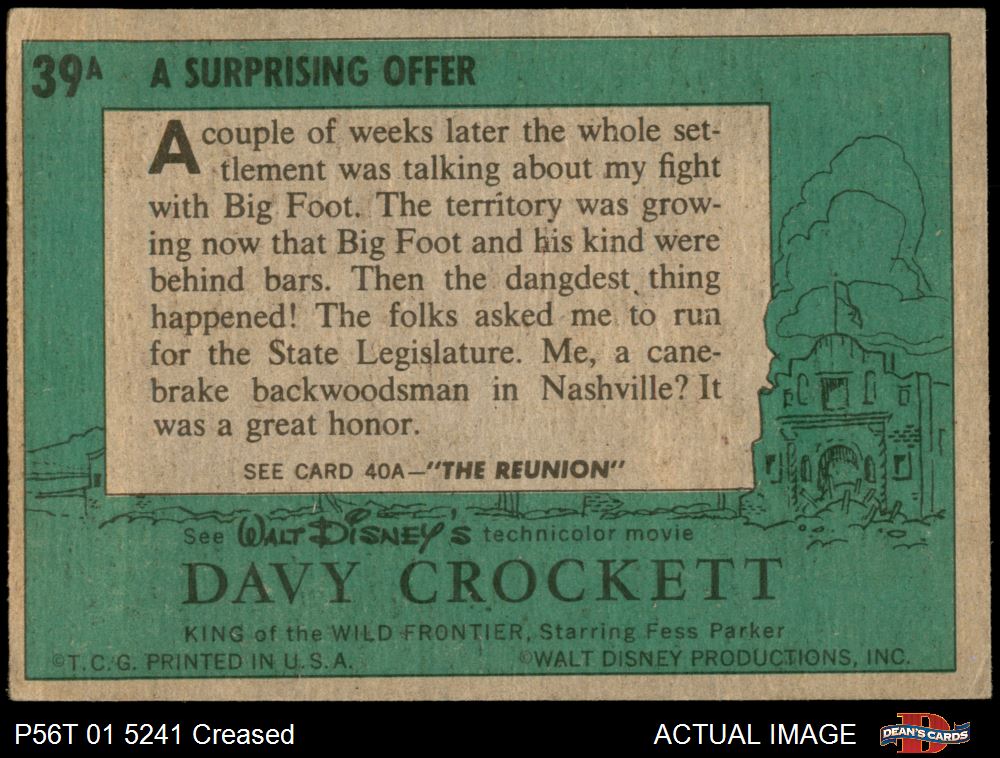 39A A SURPRISING OFFER
A couple of weeks later the whole set-
tlement was talking about my fight
with Big Foot. The territory was grow-
ing now that Big Foot and his kind were
behind bars. Then the dangdest thing
happened! The folks asked me to run
for the State Legislature. Me, a cane-
brake backwoodsman in Nashville? It
was a great honor.
SEE CARD 40A—"THE REUNION"
See WALT DISNEY'S technicolor movie
DAVY CROCKETT
KING of the WILD FRONTIER, Starring Fess Parker
©T.C.G. PRINTED IN U.S.A. ©WALT DISNEY PRODUCTIONS, INC.
P56T 01 5241 Creased ACTUAL IMAGE DEAN'S CARDS